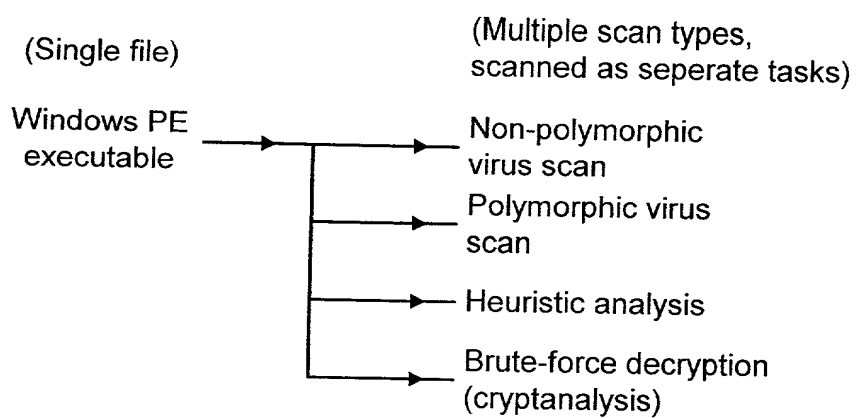 (Single file)
(Multiple scan types,
scanned as seperate tasks)
Windows PE
executable
Non-polymorphic
virus scan
Polymorphic virus
scan
Heuristic analysis
Brute-force decryption
(cryptanalysis)